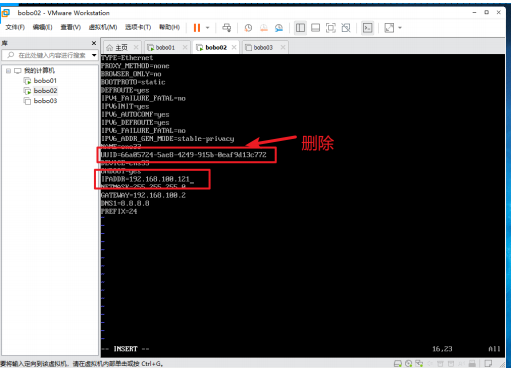 bobo02 - VMware Workstation
文件(F) 编辑(E) 查看(V) 虚拟机(M) 选项卡(T) 帮助(H)
库
主页 bobo01 bobo02 bobo03
在此处键入内容进行搜索
我的计算机
bobo01
bobo02
bobo03
TYPE=Ethernet
PROXY_METHOD=none
BROWSER_ONLY=no
BOOTPROTO=static
DEFROUTE=yes
IPV4_FAILURE_FATAL=no
IPV6INIT=yes
IPV6_AUTOCONF=yes
IPV6_DEFROUTE=yes
IPV6_FAILURE_FATAL=no
IPV6_ADDR_GEN_MODE=stable-privacy
NAME=ens33
删除
UUID=66a05724-5ae8-4249-915b-0eaf9d13c772
DEVICE=ens33
ONBOOT=yes
IPADDR=192.168.100.121
NETMASK=255.255.255.0
GATEWAY=192.168.100.2
DNS1=8.8.8.8
PREFIX=24
-- INSERT -- 16,23 All
要将输入定向到该虚拟机，请在虚拟机内部单击或按 Ctrl+G。